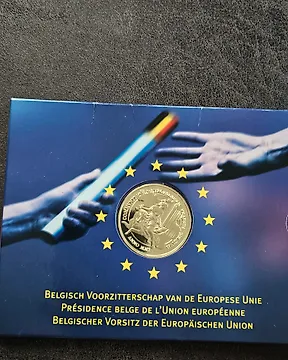 BELGISCH VOORZITTERSCHAP VAN DE EUROPESE UNIE
PRÉSIDENCE BELGE DE L'UNION EUROPÉENNE
BELGISCHER VORSITZ DER EUROPÄISCHEN UNION